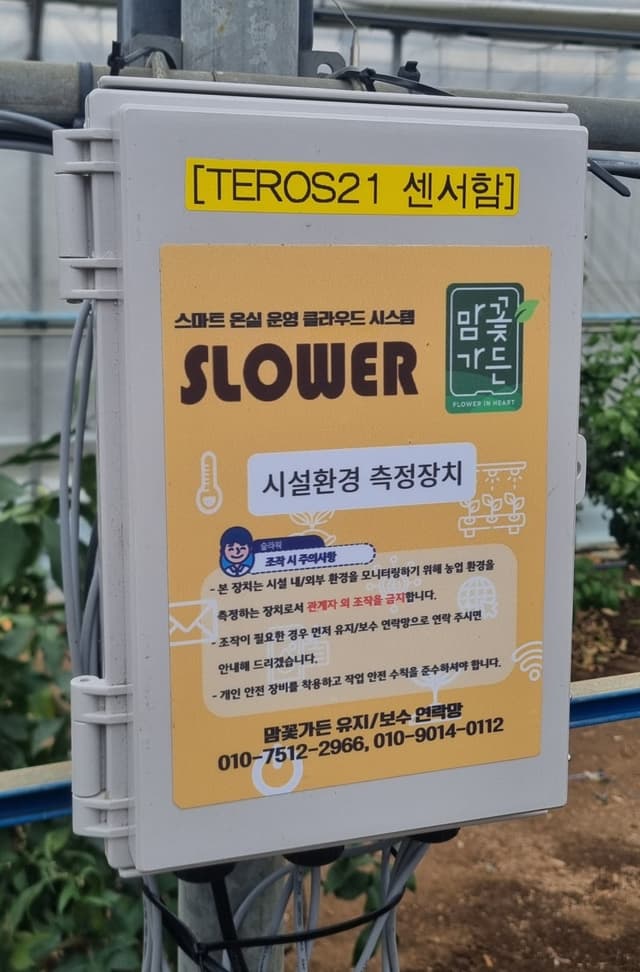 [TEROS21 센서함]
스마트 온실 운영 클라우드 시스템
SLOWER
맘꽃
가든
FLOWER IN HEART
시설환경 측정장치
슬라워
조작 시 주의사항
- 본 장치는 시설 내/외부 환경을 모니터링하기 위해 농업 환경을
측정하는 장치로서 관계자 외 조작을 금지합니다.
- 조작이 필요한 경우 먼저 유지/보수 연락망으로 연락 주시면
안내해 드리겠습니다.
- 개인 안전 장비를 착용하고 작업 안전 수칙을 준수하셔야 합니다.
맘꽃가든 유지/보수 연락망
010-7512-2966, 010-9014-0112